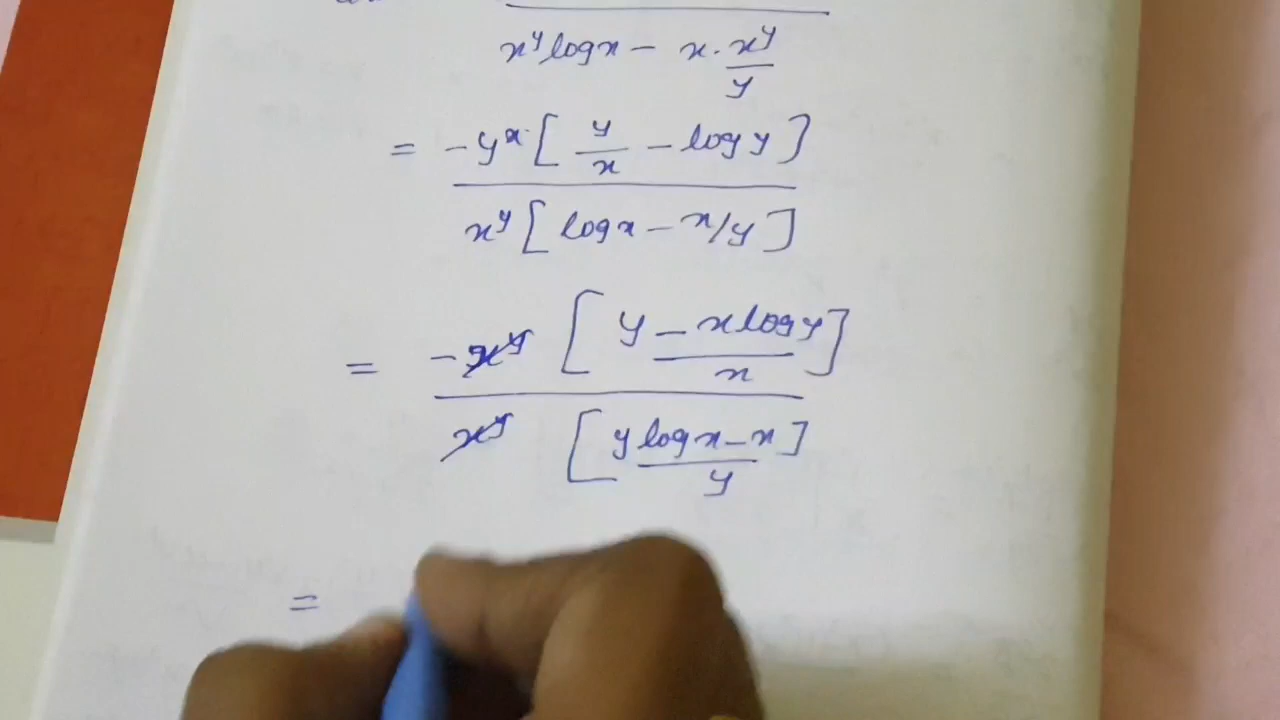 x^y log x - x · x^y/y
= -y^x [ y/x - log y ]
x^y [ log x - x/y ]
= -x^y [ y - x log y / x ]
x^y [ y log x - x / y ]
=